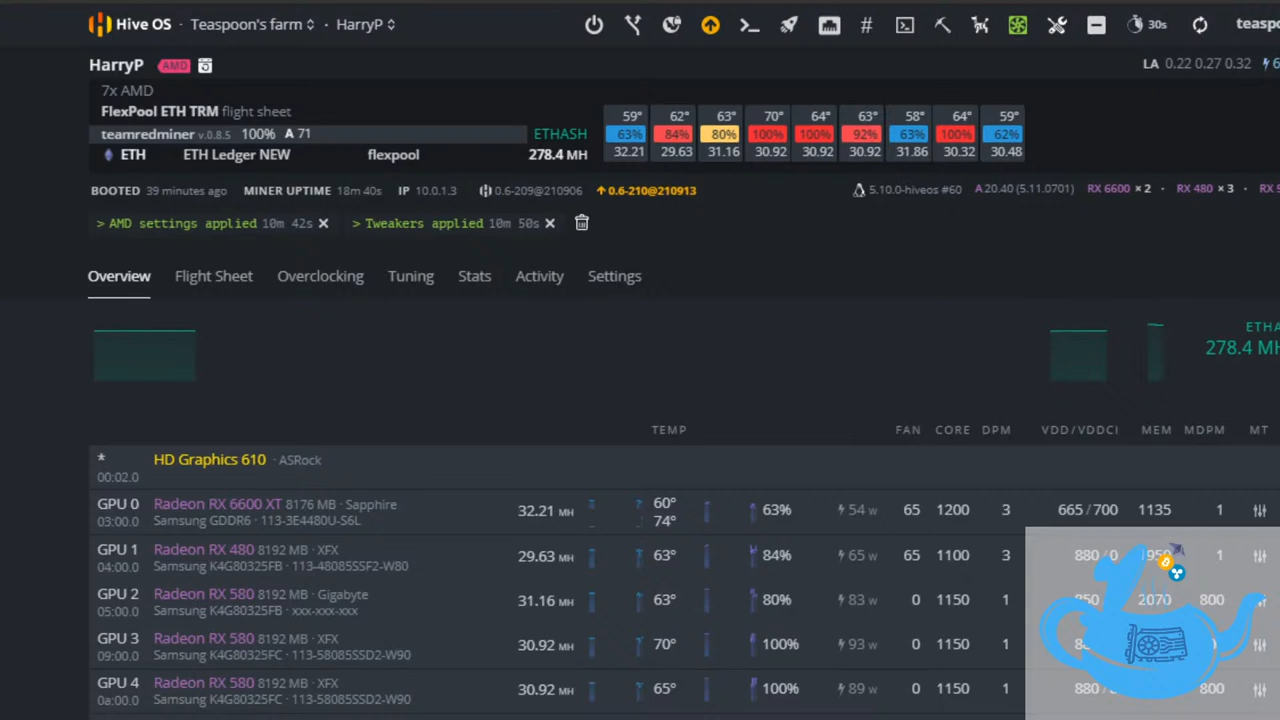 Hive OS · Teaspoon's farm · HarryP 30s teaspo
HarryP AMD LA 0.22 0.27 0.32
7x AMD
FlexPool ETH TRM flight sheet
59° 62° 63° 70° 64° 63° 58° 64° 59°
teamredminer v.0.8.5 100% A 71 ETHASH 63% 84% 80% 100% 100% 92% 63% 100% 62%
ETH ETH Ledger NEW flexpool 278.4 MH 32.21 29.63 31.16 30.92 30.92 30.92 31.86 30.32 30.48
BOOTED 39 minutes ago MINER UPTIME 18m 40s IP 10.0.1.3 0.6-209@210906 0.6-210@210913 5.10.0-hiveos #60 A 20.40 (5.11.0701) RX 6600 × 2 · RX 480 × 3 · RX 5
> AMD settings applied 10m 42s > Tweakers applied 10m 50s
Overview Flight Sheet Overclocking Tuning Stats Activity Settings
ETHA
278.4 MH
TEMP FAN CORE DPM VDD/VDDCI MEM MDPM MT
* HD Graphics 610 · ASRock
00:02.0
GPU 0 Radeon RX 6600 XT 8176 MB · Sapphire 32.21 MH 60° 63% 54 w 65 1200 3 665/700 1135 1
03:00.0 Samsung GDDR6 · 113-3E4480U-S6L 74°
GPU 1 Radeon RX 480 8192 MB · XFX 29.63 MH 63° 84% 65 w 65 1100 3 880/0 1950 1
04:00.0 Samsung K4G80325FB · 113-48085SSF2-W80
GPU 2 Radeon RX 580 8192 MB · Gigabyte 31.16 MH 63° 80% 83 w 0 1150 1 850 2070 800
05:00.0 Samsung K4G80325FB · xxx-xxx-xxx
GPU 3 Radeon RX 580 8192 MB · XFX 30.92 MH 70° 100% 93 w 0 1150 1
09:00.0 Samsung K4G80325FC · 113-58085SSD2-W90
GPU 4 Radeon RX 580 8192 MB · XFX 30.92 MH 65° 100% 89 w 0 1150 1 880/ 800
0a:00.0 Samsung K4G80325FC · 113-58085SSD2-W90